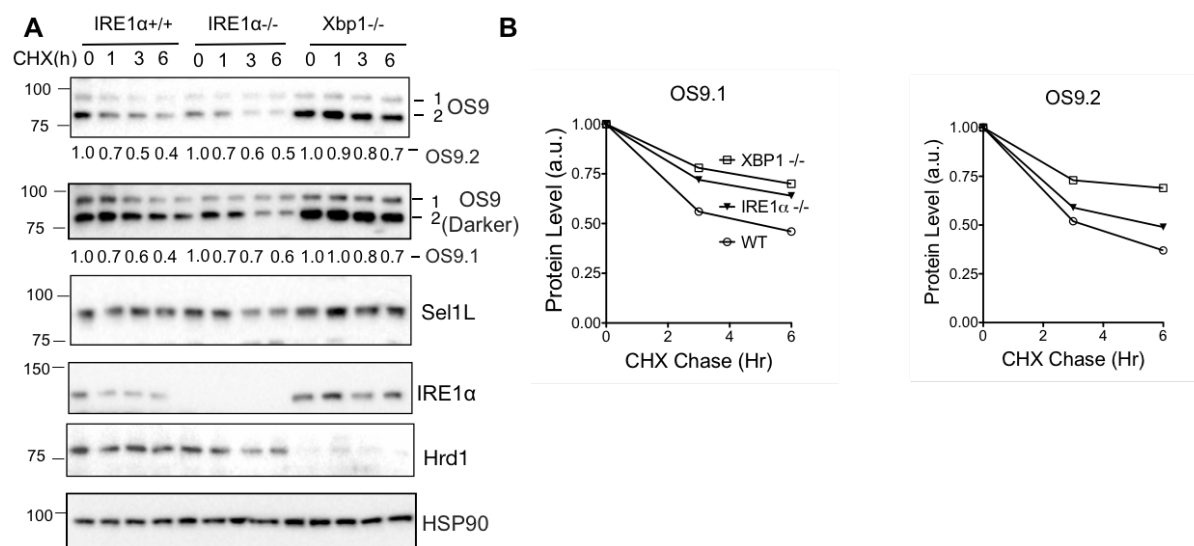 A
IRE1α+/+ IRE1α-/- Xbp1-/-
CHX(h) 0 1 3 6 0 1 3 6 0 1 3 6
100
75
1
2
OS9
1.0 0.7 0.5 0.4 1.0 0.7 0.6 0.5 1.0 0.9 0.8 0.7 OS9.2
100
75
1
2
OS9
(Darker)
1.0 0.7 0.6 0.4 1.0 0.7 0.7 0.6 1.0 1.0 0.8 0.7 OS9.1
100
75
Sel1L
150
IRE1α
75
Hrd1
100
HSP90
B
OS9.1
Protein Level (a.u.)
1.00
0.75
0.50
0.25
0.00
0 2 4 6
CHX Chase (Hr)
XBP1 -/-
IRE1α -/-
WT
OS9.2
Protein Level (a.u.)
1.00
0.75
0.50
0.25
0.00
0 2 4 6
CHX Chase (Hr)